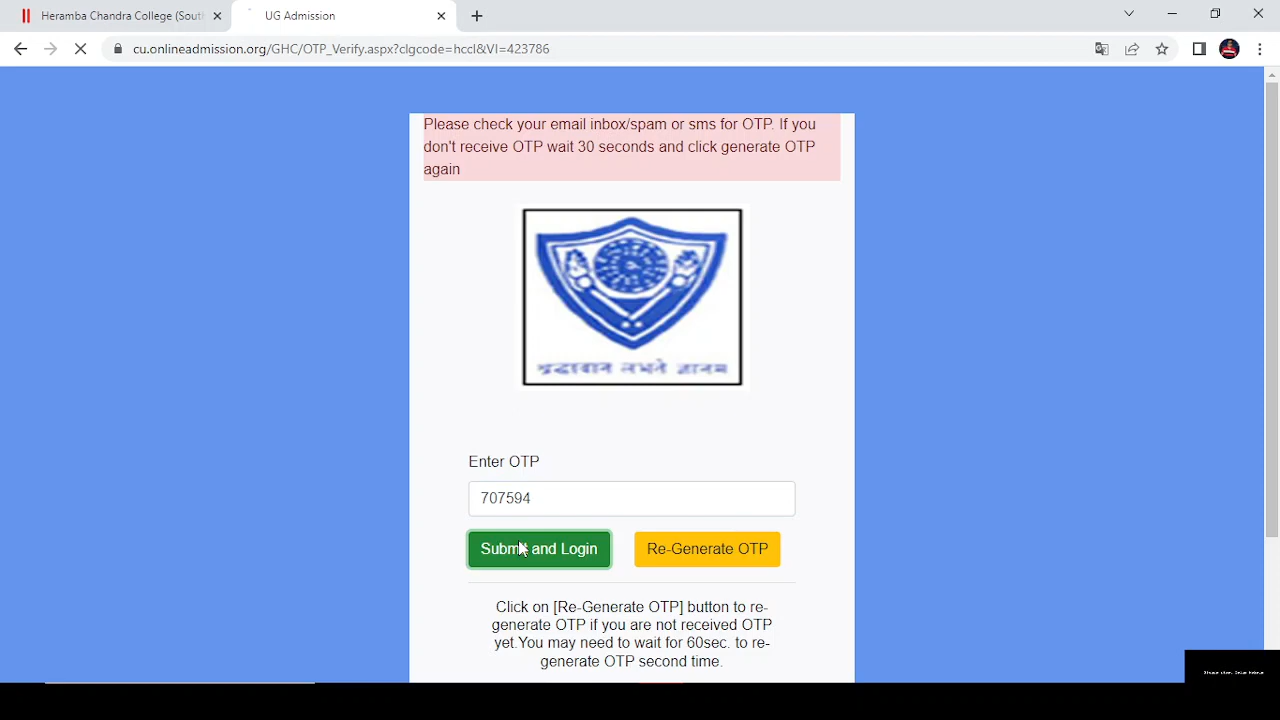 Heramba Chandra College (Sout
UG Admission
cu.onlineadmission.org/GHC/OTP_Verify.aspx?clgcode=hccl&VI=423786
Please check your email inbox/spam or sms for OTP. If you
don't receive OTP wait 30 seconds and click generate OTP
again
श्रद्धावान लभते ज्ञानम
Enter OTP
707594
Submit and Login
Re-Generate OTP
Click on [Re-Generate OTP] button to re-
generate OTP if you are not received OTP
yet.You may need to wait for 60sec. to re-
generate OTP second time.